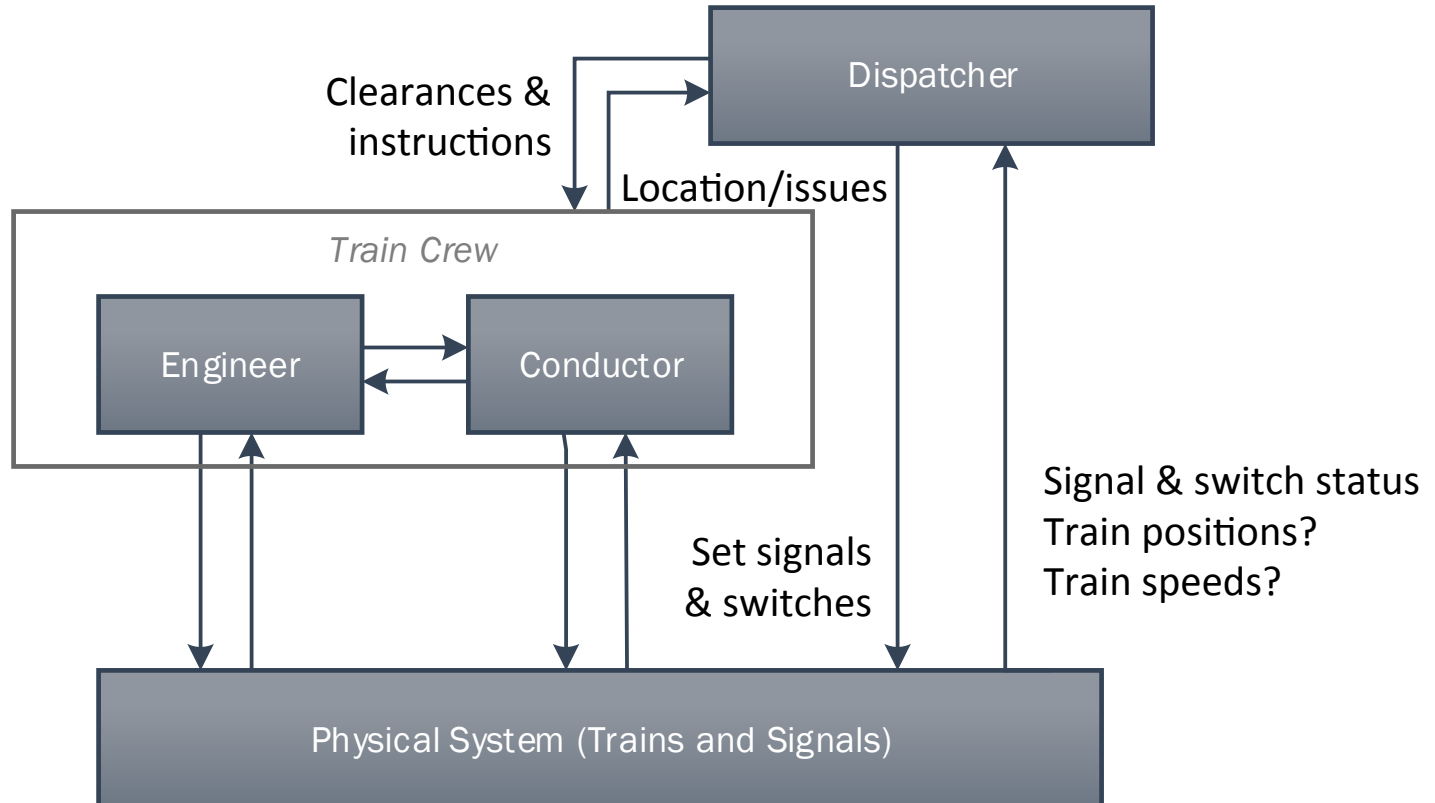 Dispatcher
Clearances &
instructions
Location/issues
Train Crew
Engineer
Conductor
Signal & switch status
Train positions?
Train speeds?
Set signals
& switches
Physical System (Trains and Signals)